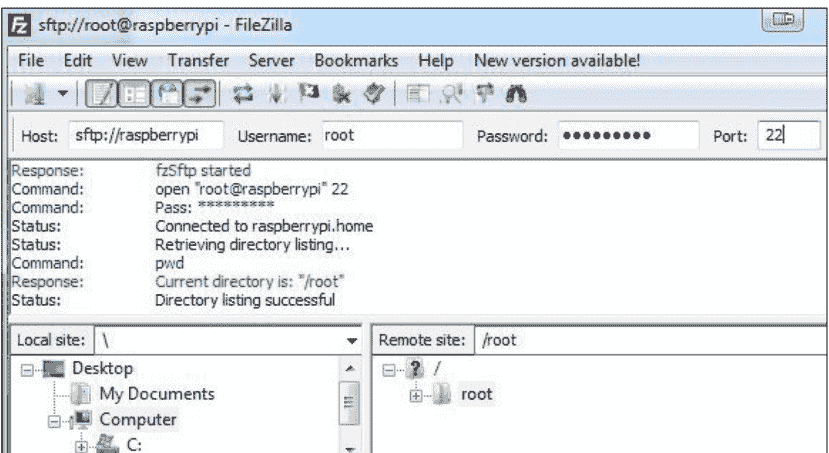 sftp://root@raspberrypi - FileZilla
File Edit View Transfer Server Bookmarks Help New version available!
Host: sftp://raspberrypi Username: root Password: ●●●●●●●●● Port: 22
Response: fzSftp started
Command: open "root@raspberrypi" 22
Command: Pass: *********
Status: Connected to raspberrypi.home
Status: Retrieving directory listing...
Command: pwd
Response: Current directory is: "/root"
Status: Directory listing successful
Local site: \
Remote site: /root
Desktop
My Documents
Computer
C:
/
root